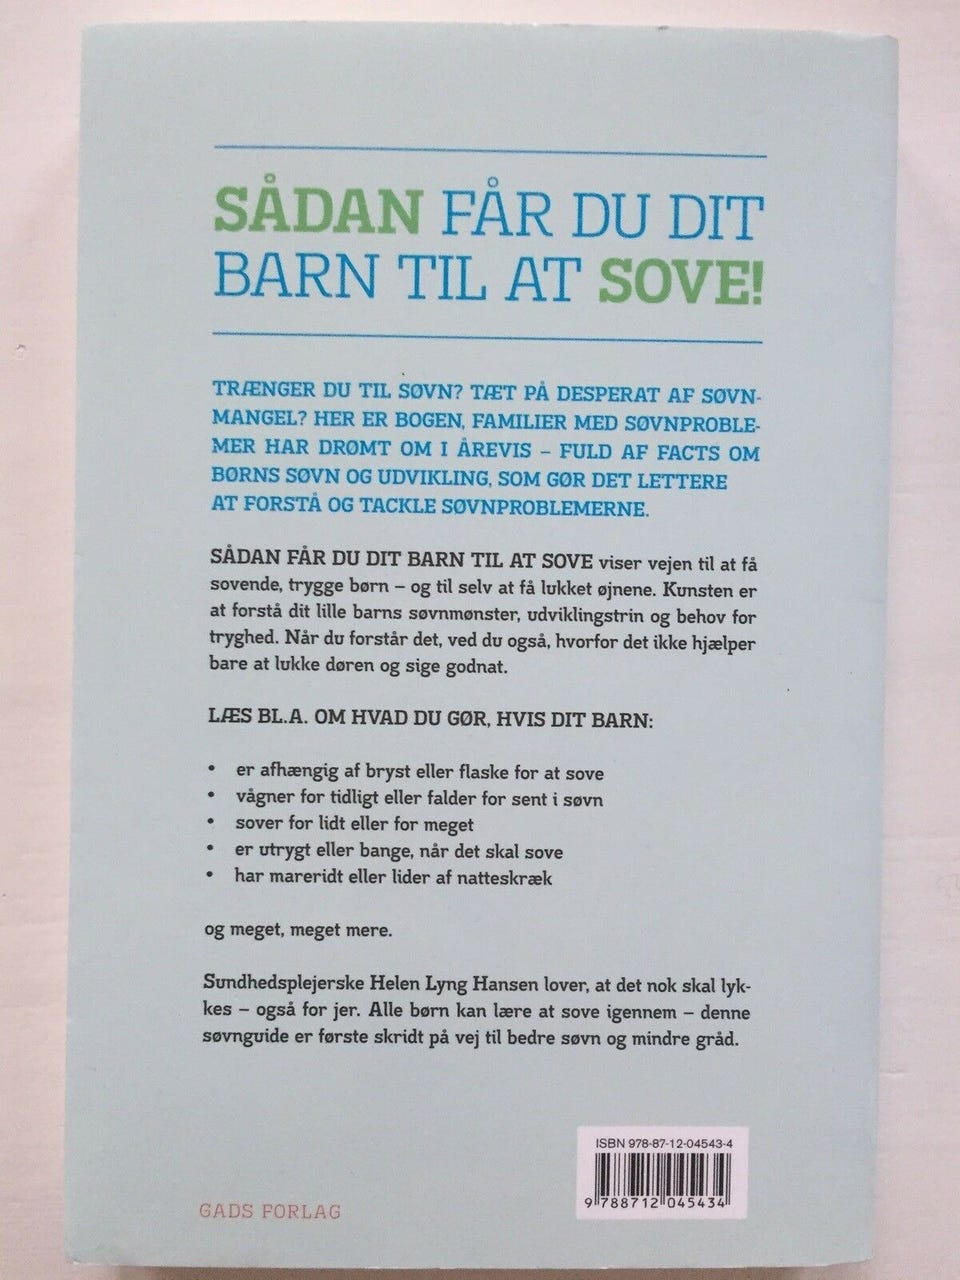 SÅDAN FÅR DU DIT
BARN TIL AT SOVE!
TRÆNGER DU TIL SØVN? TÆT PÅ DESPERAT AF SØVN-
MANGEL? HER ER BOGEN, FAMILIER MED SØVNPROBLE-
MER HAR DRØMT OM I ÅREVIS – FULD AF FACTS OM
BØRNS SØVN OG UDVIKLING, SOM GØR DET LETTERE
AT FORSTÅ OG TACKLE SØVNPROBLEMERNE.
SÅDAN FÅR DU DIT BARN TIL AT SOVE viser vejen til at få
sovende, trygge børn – og til selv at få lukket øjnene. Kunsten er
at forstå dit lille barns søvnmønster, udviklingstrin og behov for
tryghed. Når du forstår det, ved du også, hvorfor det ikke hjælper
bare at lukke døren og sige godnat.
LÆS BL.A. OM HVAD DU GØR, HVIS DIT BARN:
• er afhængig af bryst eller flaske for at sove
• vågner for tidligt eller falder for sent i søvn
• sover for lidt eller for meget
• er utrygt eller bange, når det skal sove
• har mareridt eller lider af natteskræk
og meget, meget mere.
Sundhedsplejerske Helen Lyng Hansen lover, at det nok skal lyk-
kes – også for jer. Alle børn kan lære at sove igennem – denne
søvnguide er første skridt på vej til bedre søvn og mindre gråd.
ISBN 978-87-12-04543-4
9 788712 045434
GADS FORLAG